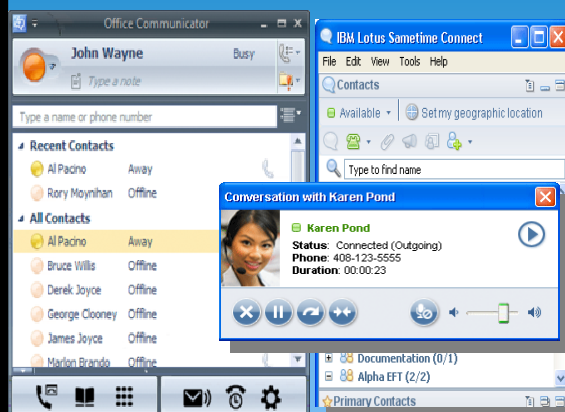 Office Communicator
John Wayne
Busy
Type a note
Type a name or phone number
Recent Contacts
Al Pacino Away
Rory Moynihan Offline
All Contacts
Al Pacino Away
Bruce Willis Offline
Derek Joyce Offline
George Clooney Offline
James Joyce Offline
Marlon Brando Offline
IBM Lotus Sametime Connect
File Edit View Tools Help
Contacts
Available
Set my geographic location
Type to find name
Conversation with Karen Pond
Karen Pond
Status: Connected (Outgoing)
Phone: 408-123-5555
Duration: 00:00:23
Documentation (0/1)
Alpha EFT (2/2)
Primary Contacts